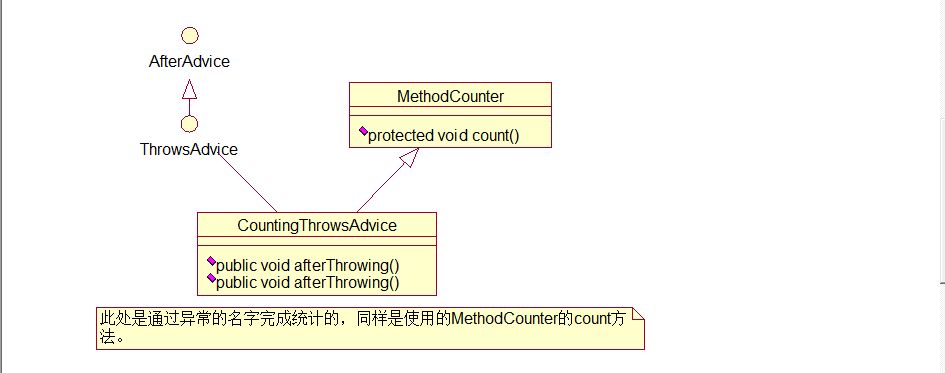 AfterAdvice
ThrowsAdvice
MethodCounter
protected void count()
CountingThrowsAdvice
public void afterThrowing()
public void afterThrowing()
此处是通过异常的名字完成统计的，同样是使用的MethodCounter的count方
法。